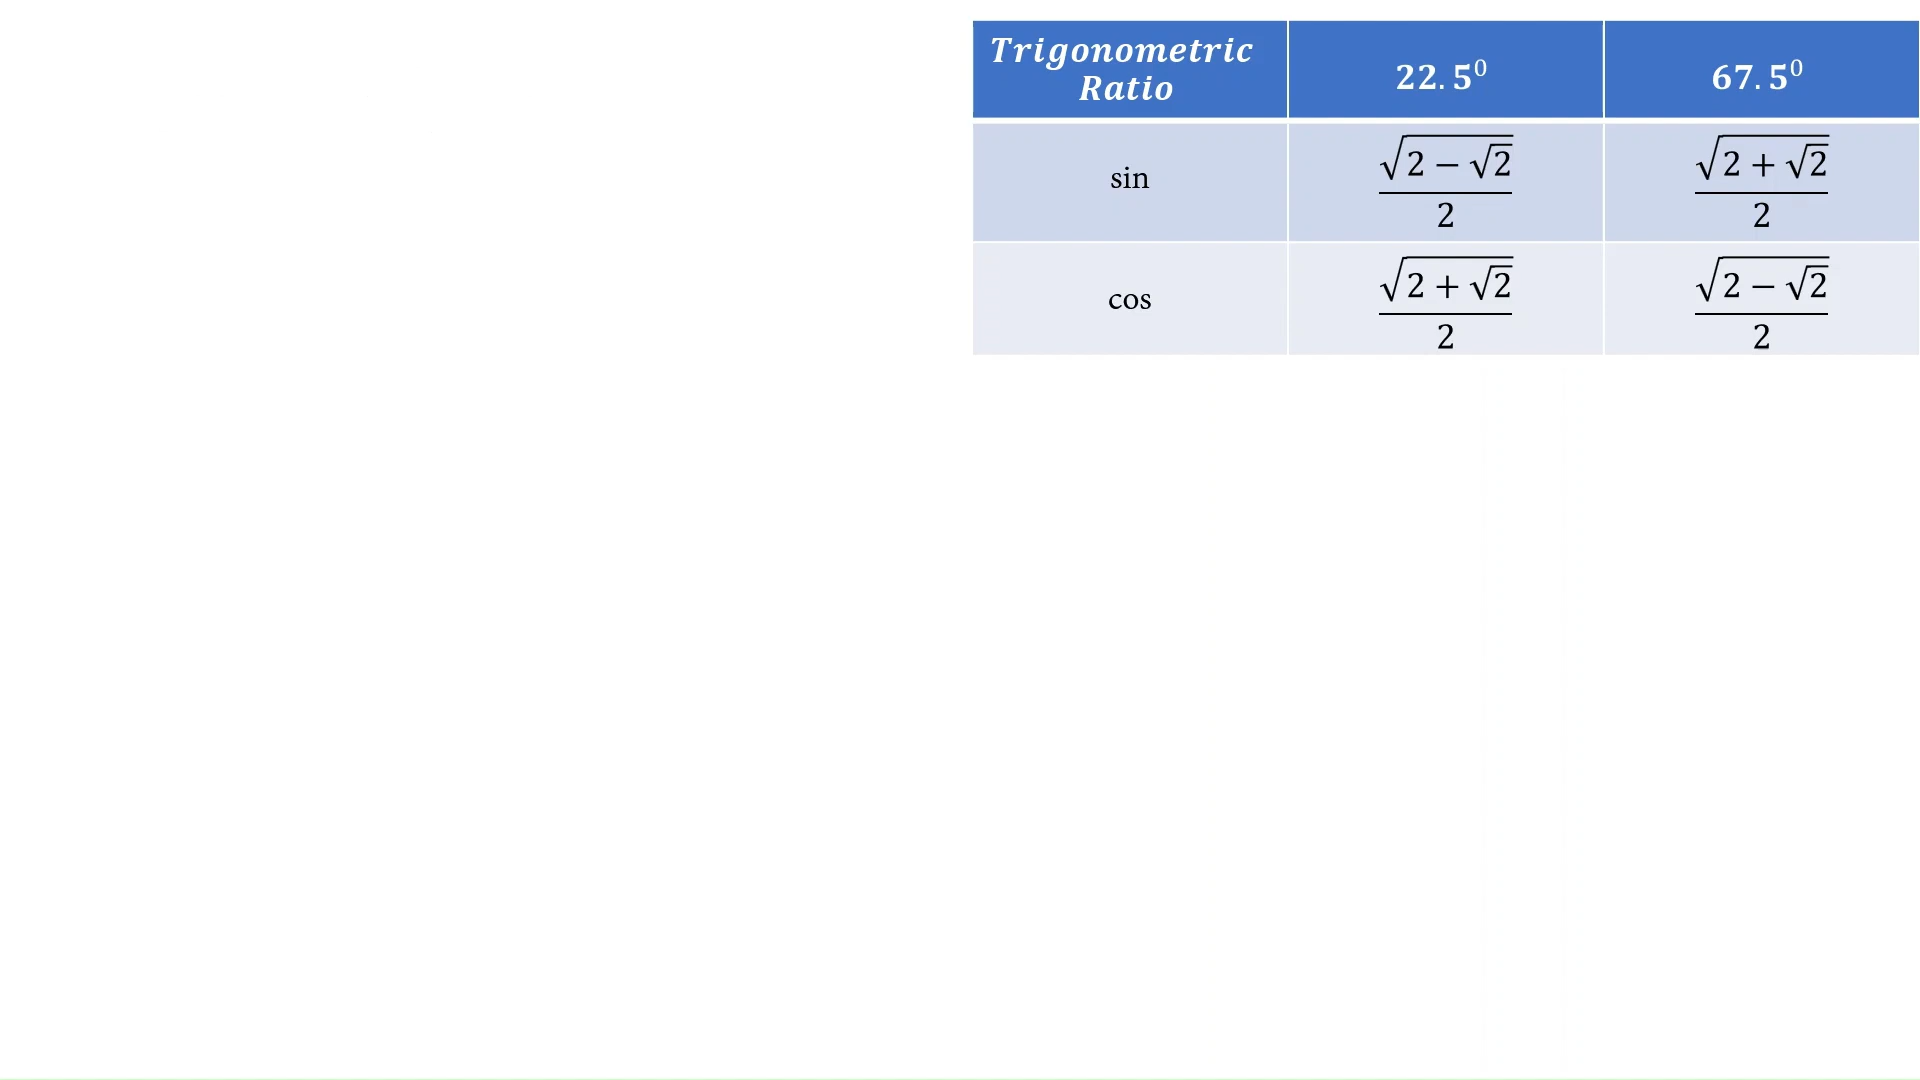 Trigonometric Ratio | 22.5⁰ | 67.5⁰
sin | √(2 − √2) / 2 | √(2 + √2) / 2
cos | √(2 + √2) / 2 | √(2 − √2) / 2